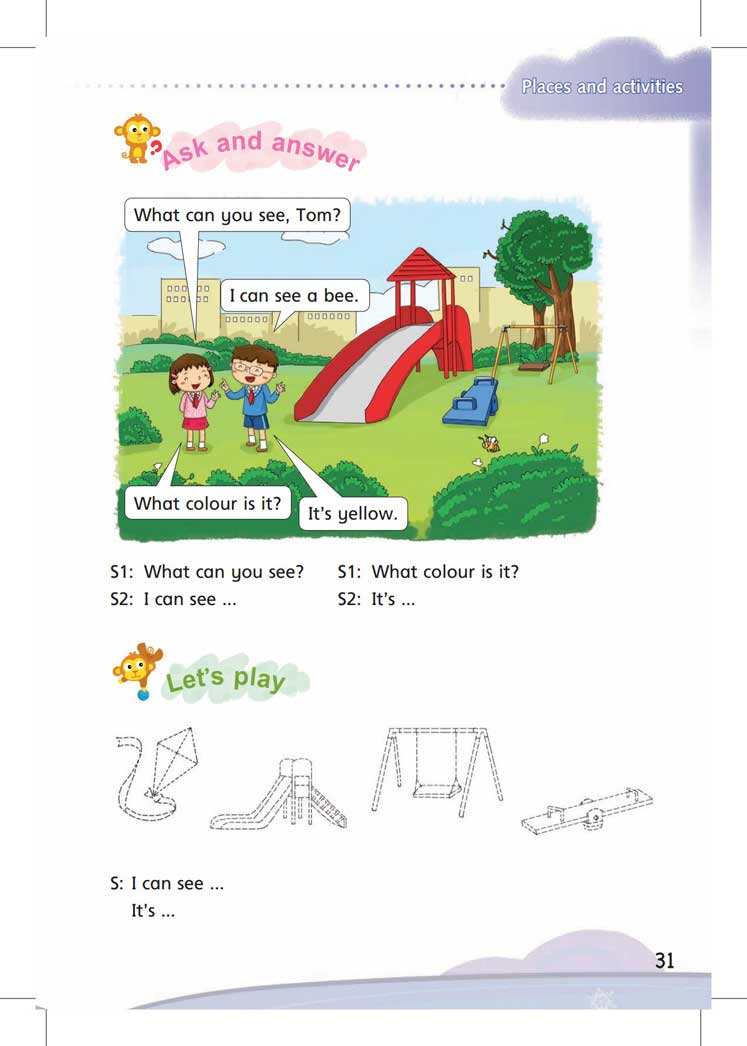 Places and activities
Ask and answer
What can you see, Tom?
I can see a bee.
What colour is it?
It's yellow.
S1: What can you see?
S2: I can see ...
S1: What colour is it?
S2: It's ...
Let's play
S: I can see ...
It's ...
31